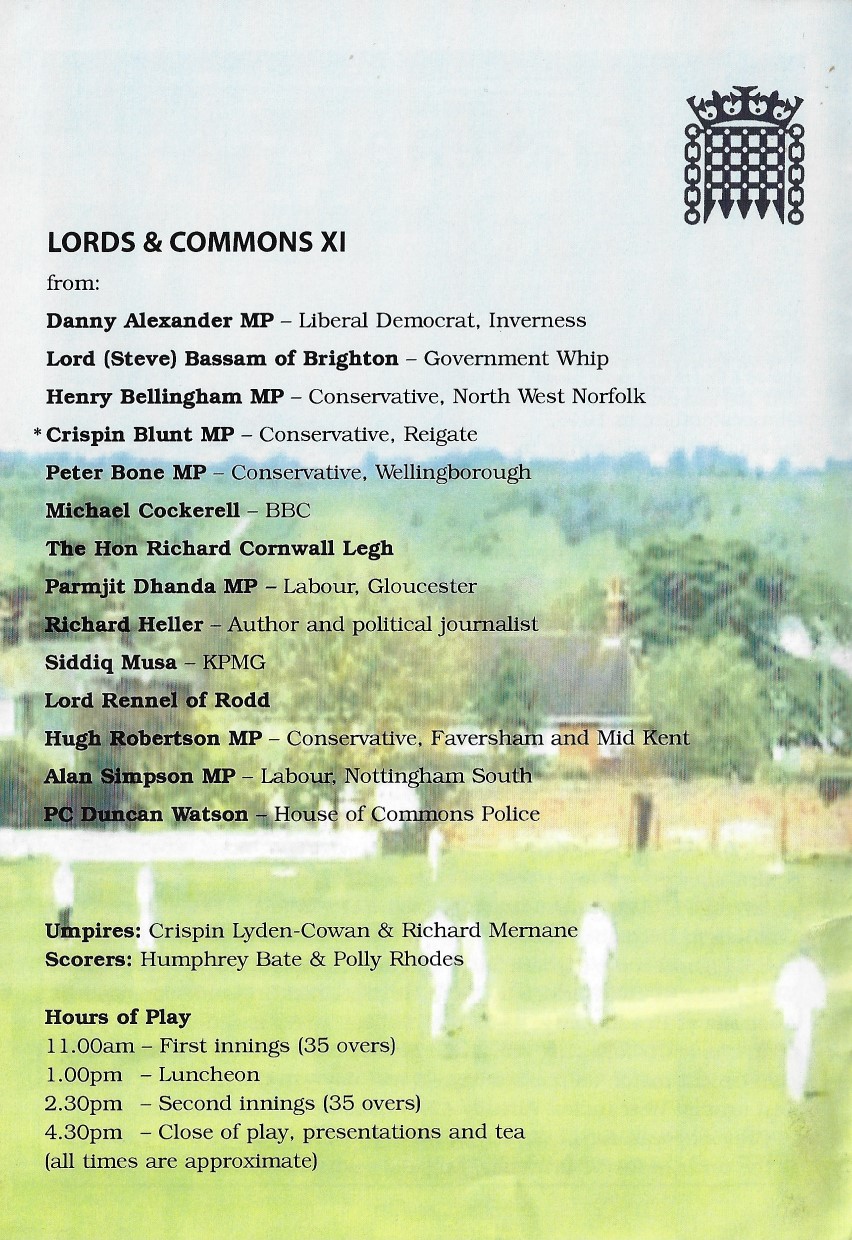 LORDS & COMMONS XI
from:
Danny Alexander MP – Liberal Democrat, Inverness
Lord (Steve) Bassam of Brighton – Government Whip
Henry Bellingham MP – Conservative, North West Norfolk
* Crispin Blunt MP – Conservative, Reigate
Peter Bone MP – Conservative, Wellingborough
Michael Cockerell – BBC
The Hon Richard Cornwall Legh
Parmjit Dhanda MP – Labour, Gloucester
Richard Heller – Author and political journalist
Siddiq Musa – KPMG
Lord Rennel of Rodd
Hugh Robertson MP – Conservative, Faversham and Mid Kent
Alan Simpson MP – Labour, Nottingham South
PC Duncan Watson – House of Commons Police
Umpires: Crispin Lyden-Cowan & Richard Mernane
Scorers: Humphrey Bate & Polly Rhodes
Hours of Play
11.00am – First innings (35 overs)
1.00pm – Luncheon
2.30pm – Second innings (35 overs)
4.30pm – Close of play, presentations and tea
(all times are approximate)